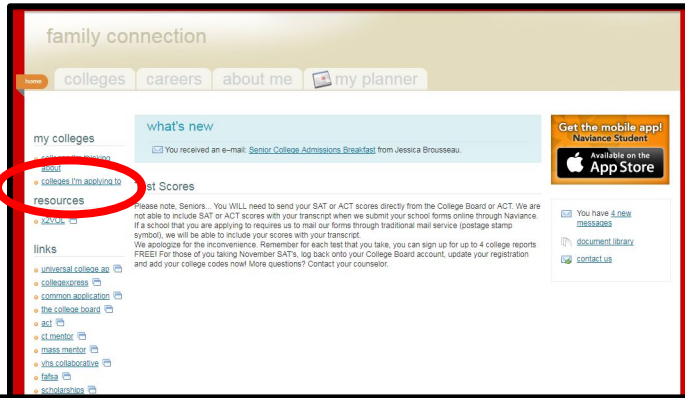 family connection
home
colleges
careers
about me
my planner
my colleges
colleges I'm thinking
about
colleges I'm applying to
resources
x2VOL
links
universal college ap
collegexpress
common application
the college board
act
ct mentor
mass mentor
vhs collaborative
fafsa
scholarships
what's new
You received an e-mail: Senior College Admissions Breakfast from Jessica Brousseau.
st Scores
Please note, Seniors... You WILL need to send your SAT or ACT scores directly from the College Board or ACT. We are
not able to include SAT or ACT scores with your transcript when we submit your school forms online through Naviance.
If a school that you are applying to requires us to mail our forms through traditional mail service (postage stamp
symbol), we will be able to include your scores with your transcript.
We apologize for the inconvenience. Remember for each test that you take, you can sign up for up to 4 college reports
FREE! For those of you taking November SAT's, log back onto your College Board account, update your registration
and add your college codes now! More questions? Contact your counselor.
Get the mobile app!
Naviance Student
Available on the
App Store
You have 4 new
messages
document library
contact us